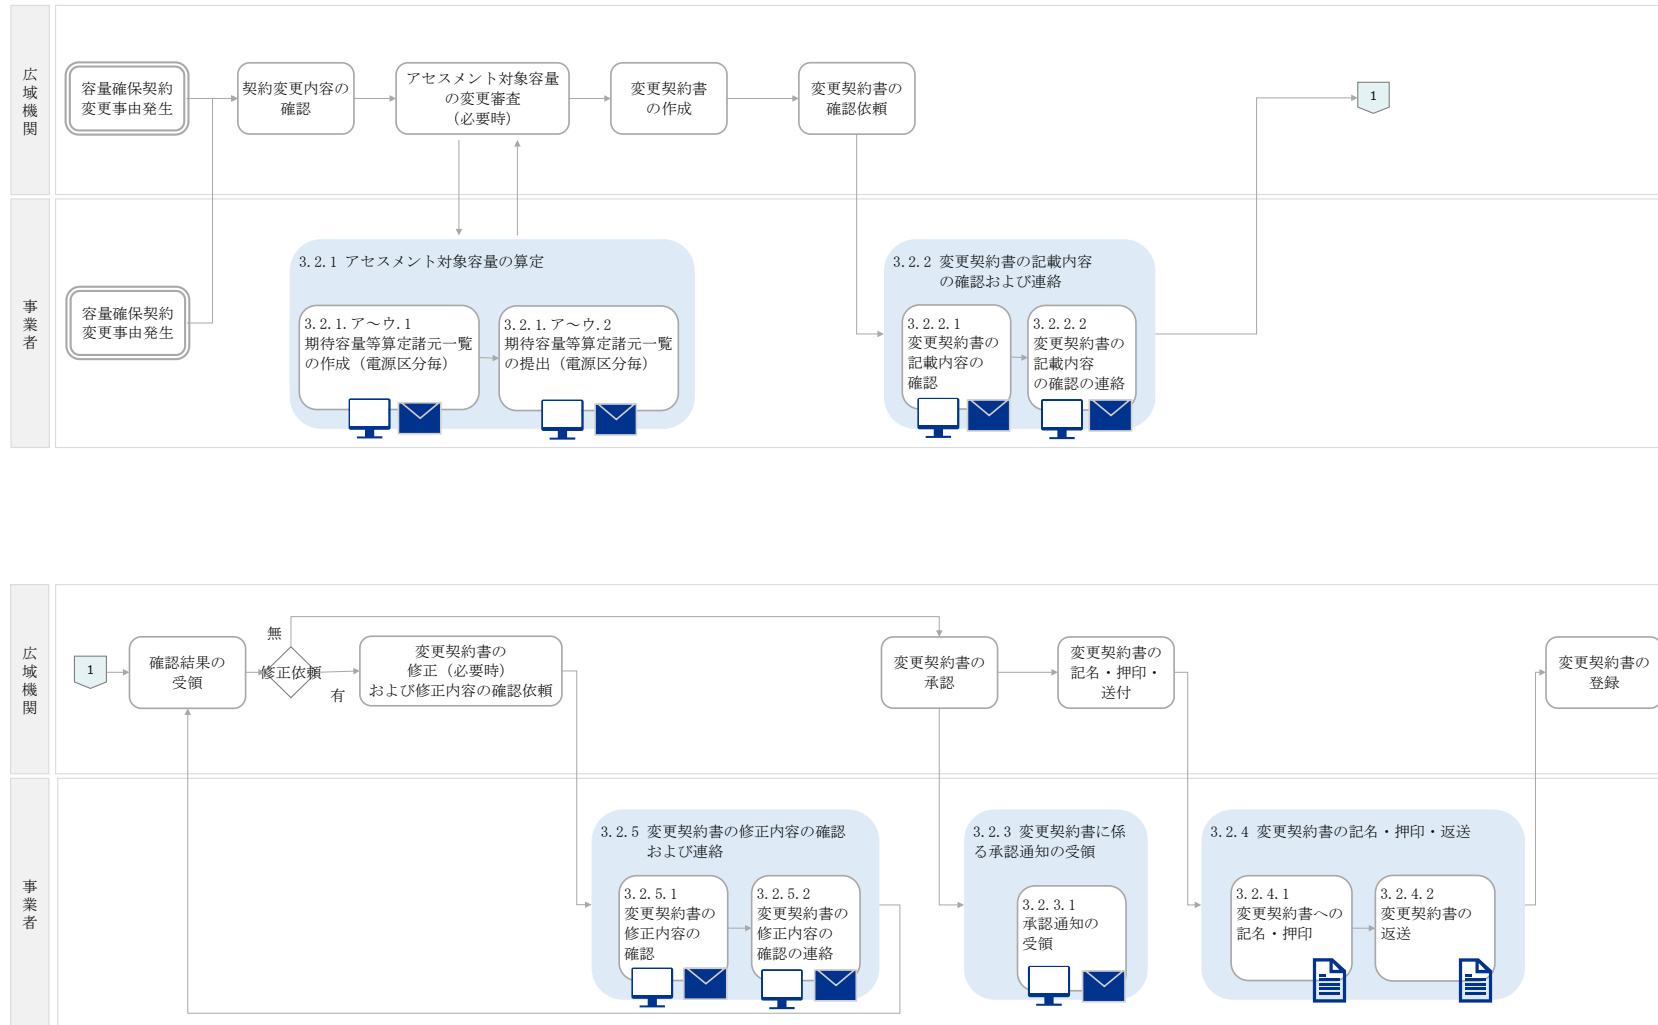 広域機関
容量確保契約
変更事由発生
契約変更内容の
確認
アセスメント対象容量
の変更審査
（必要時）
変更契約書
の作成
変更契約書の
確認依頼
1
事業者
容量確保契約
変更事由発生
3.2.1 アセスメント対象容量の算定
3.2.1.ア～ウ.1
期待容量等算定諸元一覧
の作成（電源区分毎）
3.2.1.ア～ウ.2
期待容量等算定諸元一覧
の提出（電源区分毎）
3.2.2 変更契約書の記載内容
の確認および連絡
3.2.2.1
変更契約書の
記載内容の
確認
3.2.2.2
変更契約書の
記載内容
の確認の連絡
広域機関
1
確認結果の
受領
無
修正依頼
有
変更契約書の
修正（必要時）
および修正内容の確認依頼
変更契約書の
承認
変更契約書の
記名・押印・
送付
変更契約書の
登録
事業者
3.2.5 変更契約書の修正内容の確認
および連絡
3.2.5.1
変更契約書の
修正内容の
確認
3.2.5.2
変更契約書の
修正内容の
確認の連絡
3.2.3 変更契約書に係
る承認通知の受領
3.2.3.1
承認通知の
受領
3.2.4 変更契約書の記名・押印・返送
3.2.4.1
変更契約書への
記名・押印
3.2.4.2
変更契約書の
返送